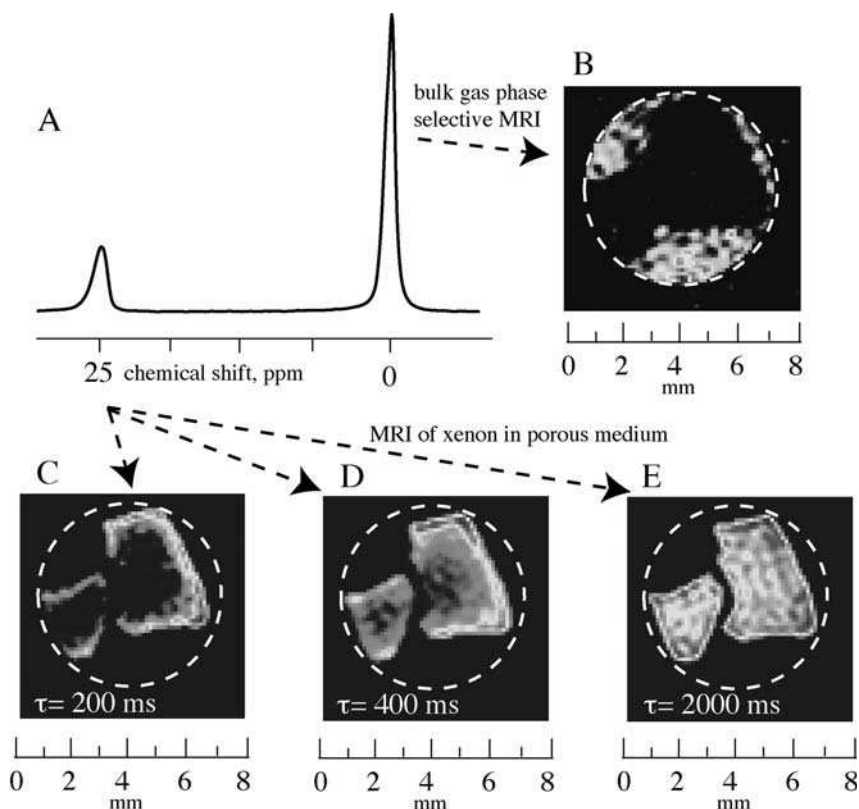 A
bulk gas phase
selective MRI
B
25 chemical shift, ppm 0
0 2 4 6 8
mm
MRI of xenon in porous medium
C
D
E
τ= 200 ms
τ= 400 ms
τ= 2000 ms
0 2 4 6 8
mm
0 2 4 6 8
mm
0 2 4 6 8
mm